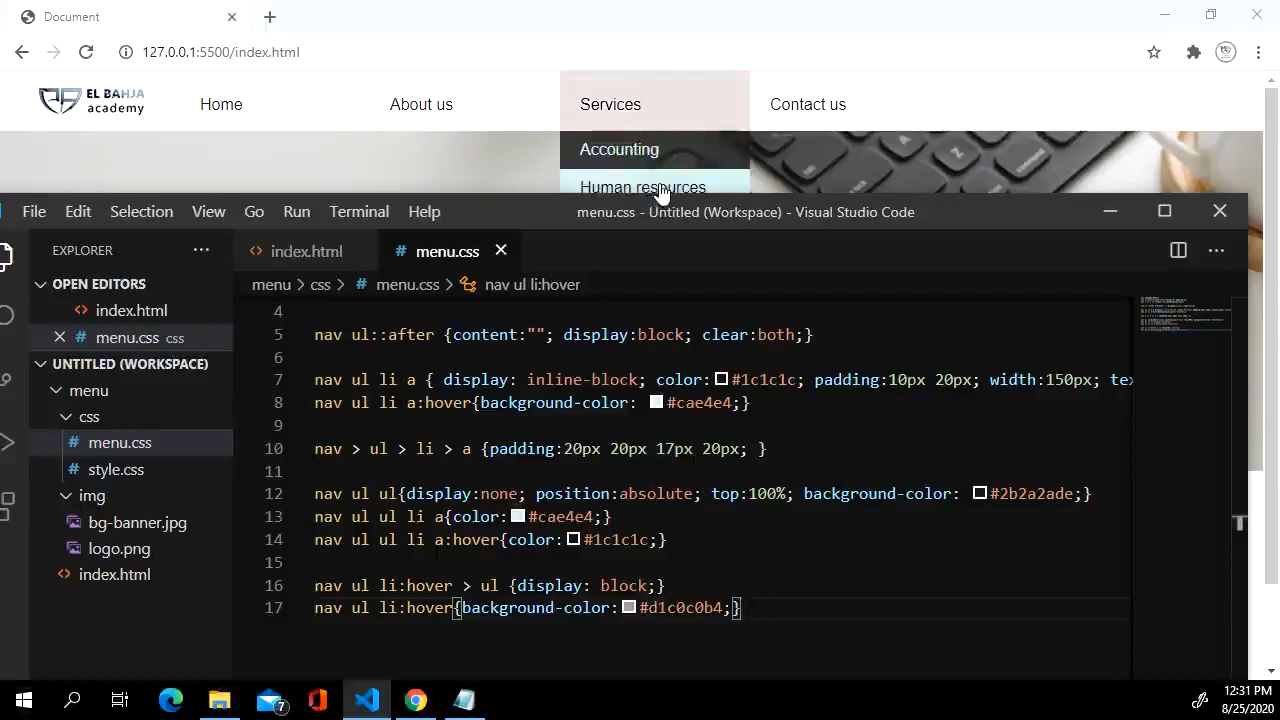 Document
127.0.0.1:5500/index.html
EL BAHJA
academy
Home
About us
Services
Contact us
Accounting
Human resources
File Edit Selection View Go Run Terminal Help
menu.css - Untitled (Workspace) - Visual Studio Code
EXPLORER
OPEN EDITORS
index.html
menu.css css
UNTITLED (WORKSPACE)
menu
css
menu.css
style.css
img
bg-banner.jpg
logo.png
index.html
index.html
menu.css
menu > css > menu.css > nav ul li:hover
4
5 nav ul::after {content:""; display:block; clear:both;}
6
7 nav ul li a { display: inline-block; color: #1c1c1c; padding:10px 20px; width:150px; tex
8 nav ul li a:hover{background-color: #cae4e4;}
9
10 nav > ul > li > a {padding:20px 20px 17px 20px; }
11
12 nav ul ul{display:none; position:absolute; top:100%; background-color: #2b2a2ade;}
13 nav ul ul li a{color: #cae4e4;}
14 nav ul ul li a:hover{color: #1c1c1c;}
15
16 nav ul li:hover > ul {display: block;}
17 nav ul li:hover{background-color: #d1c0c0b4;}
7
12:31 PM
8/25/2020